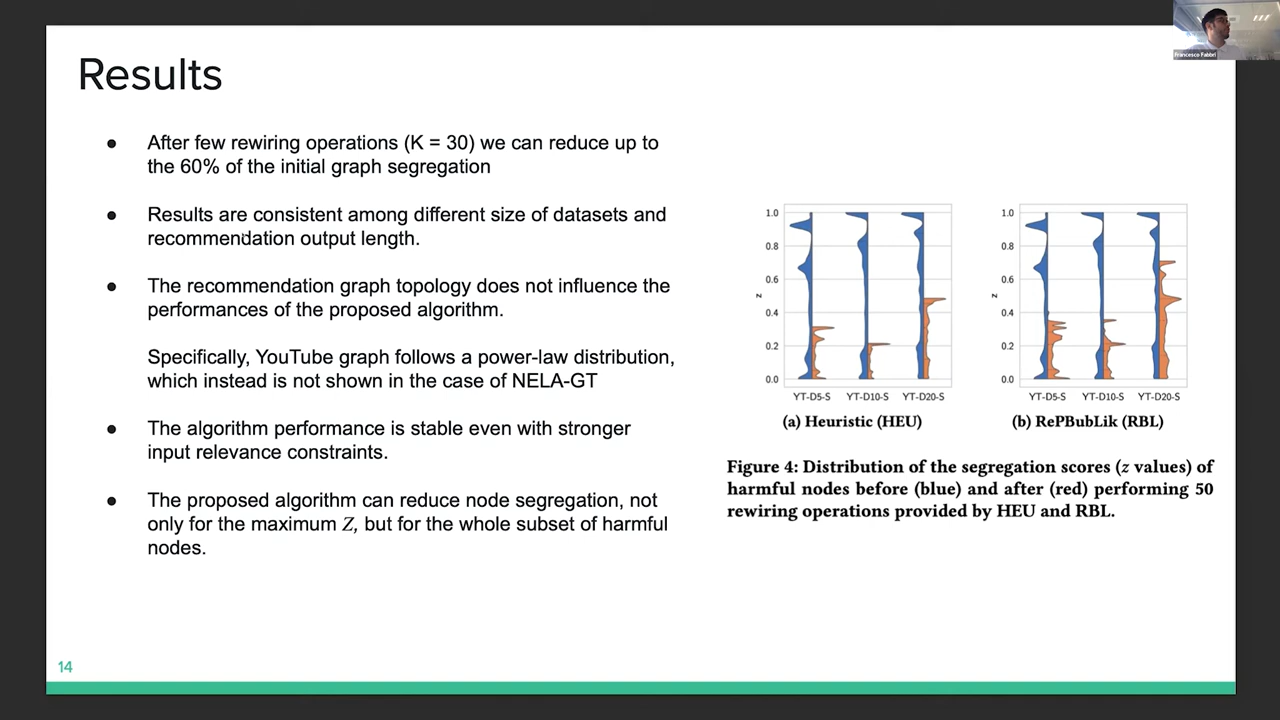 Francesco Fabbri
Results
● After few rewiring operations (K = 30) we can reduce up to
the 60% of the initial graph segregation
● Results are consistent among different size of datasets and
recommendation output length.
● The recommendation graph topology does not influence the
performances of the proposed algorithm.
Specifically, YouTube graph follows a power-law distribution,
which instead is not shown in the case of NELA-GT
● The algorithm performance is stable even with stronger
input relevance constraints.
● The proposed algorithm can reduce node segregation, not
only for the maximum Z, but for the whole subset of harmful
nodes.
1.0
0.8
0.6
z
0.4
0.2
0.0
YT-D5-S YT-D10-S YT-D20-S
(a) Heuristic (HEU)
1.0
0.8
0.6
z
0.4
0.2
0.0
YT-D5-S YT-D10-S YT-D20-S
(b) RePBubLik (RBL)
Figure 4: Distribution of the segregation scores (z values) of
harmful nodes before (blue) and after (red) performing 50
rewiring operations provided by HEU and RBL.
14